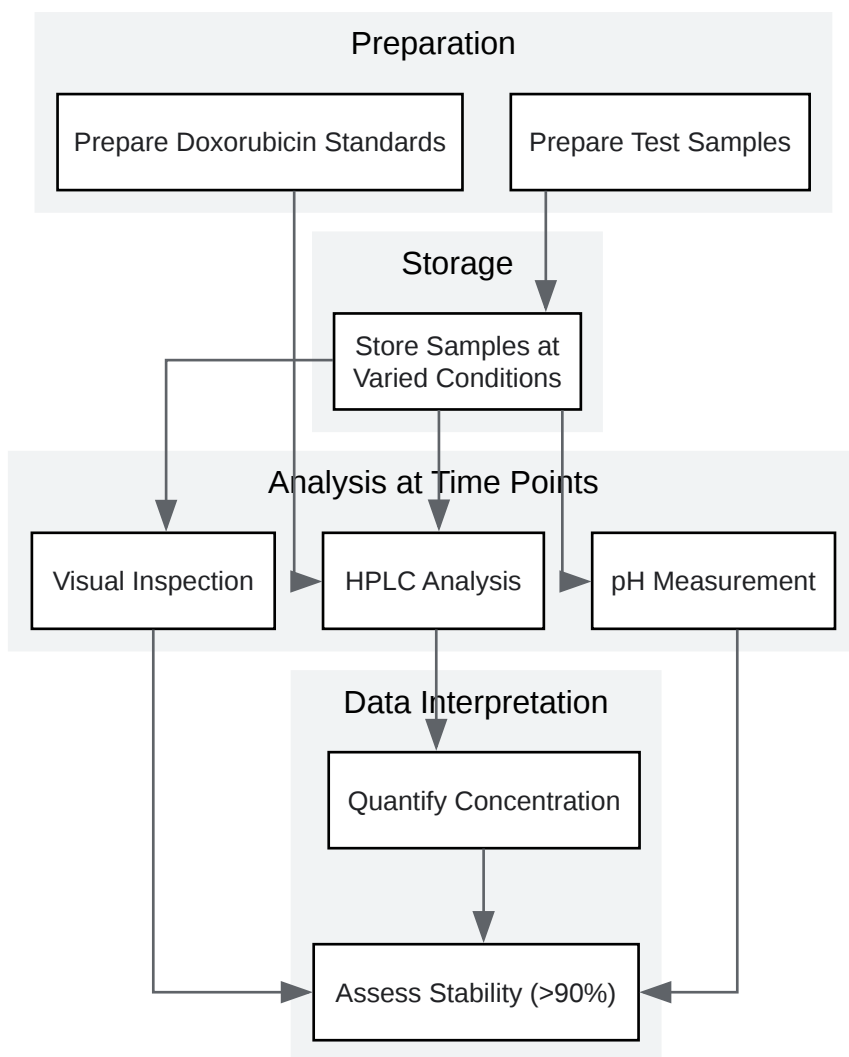 Preparation
Prepare Doxorubicin Standards
Prepare Test Samples
Storage
Store Samples at
Varied Conditions
Analysis at Time Points
Visual Inspection
HPLC Analysis
pH Measurement
Data Interpretation
Quantify Concentration
Assess Stability (>90%)